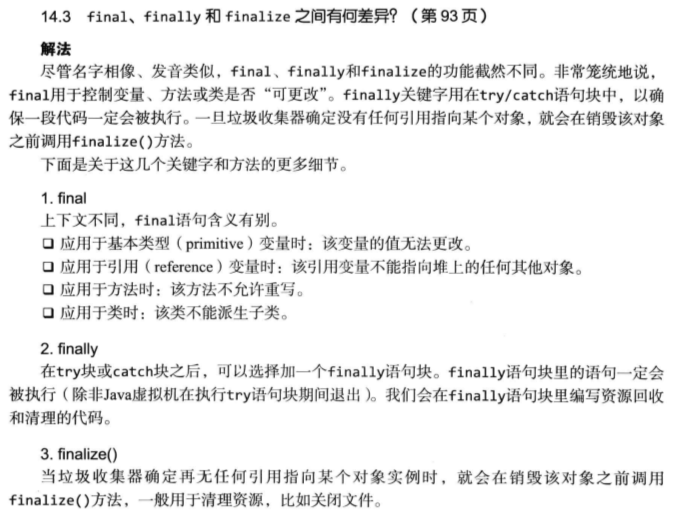 14.3 final、finally 和 finalize 之间有何差异？（第 93 页）
解法
尽管名字相像、发音类似，final、finally和finalize的功能截然不同。非常笼统地说，
final用于控制变量、方法或类是否“可更改”。finally关键字用在try/catch语句块中，以确
保一段代码一定会被执行。一旦垃圾收集器确定没有任何引用指向某个对象，就会在销毁该对象
之前调用finalize()方法。
下面是关于这几个关键字和方法的更多细节。
1. final
上下文不同，final语句含义有别。
❑ 应用于基本类型（primitive）变量时：该变量的值无法更改。
❑ 应用于引用（reference）变量时：该引用变量不能指向堆上的任何其他对象。
❑ 应用于方法时：该方法不允许重写。
❑ 应用于类时：该类不能派生子类。
2. finally
在try块或catch块之后，可以选择加一个finally语句块。finally语句块里的语句一定会
被执行（除非Java虚拟机在执行try语句块期间退出）。我们会在finally语句块里编写资源回收
和清理的代码。
3. finalize()
当垃圾收集器确定再无任何引用指向某个对象实例时，就会在销毁该对象之前调用
finalize()方法，一般用于清理资源，比如关闭文件。